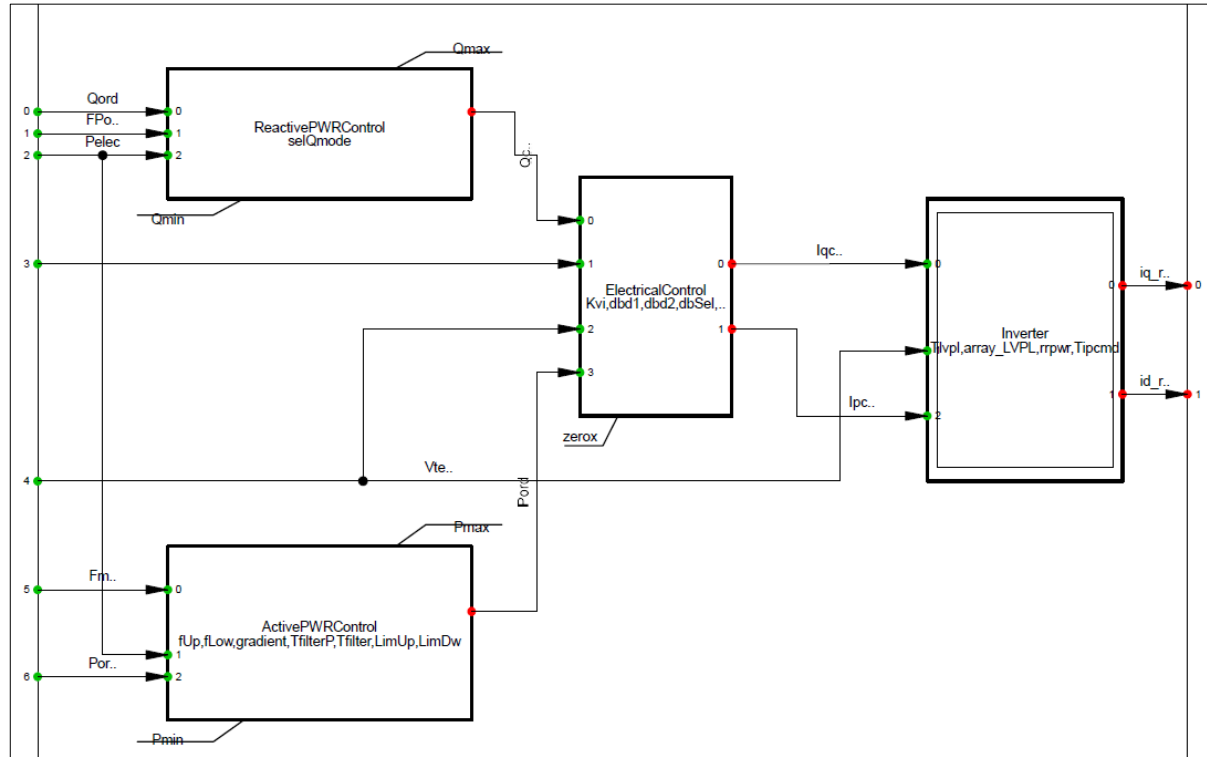 Qmax
0 Qord 0
1 FPo.. 1
2 Pelec 2
ReactivePWRControl
selQmode
Qmin
Qc..
0
3 1
2
3
ElectricalControl
Kvi,dbd1,dbd2,dbSel,..
0 Iqc.. 0
1 Ipc.. 2
zerox
Inverter
Tilvpl,array_LVPL,rrpwr,Tipcmd
0 iq_r.. 0
1 id_r.. 1
4 Vte..
Pord
Pmax
5 Fm.. 0
ActivePWRControl
fUp,fLow,gradient,TfilterP,Tfilter,LimUp,LimDw
1
6 Por.. 2
Pmin